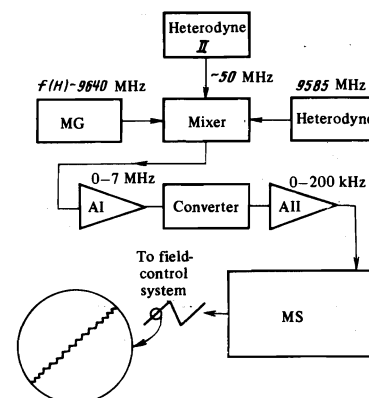 Heterodyne
II
~50 MHz
f(H)~9640 MHz
9585 MHz
MG
Mixer
Heterodyne
0–7 MHz
0–200 kHz
AI
Converter
AII
To field-
control
system
MS